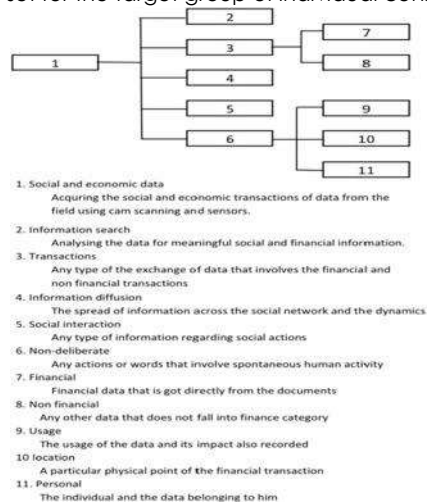 2
3
7
1
8
4
5
9
6
10
11
1. Social and economic data
Acquring the social and economic transactions of data from the
field using cam scanning and sensors.
2. Information search
Analysing the data for meaningful social and financial information.
3. Transactions
Any type of the exchange of data that involves the financial and
non financial transactions
4. Information diffusion
The spread of information across the social network and the dynamics
5. Social interaction
Any type of information regarding social actions
6. Non-deliberate
Any actions or words that involve spontaneous human activity
7. Financial
Financial data that is got directly from the documents
8. Non financial
Any other data that does not fall into finance category
9. Usage
The usage of the data and its impact also recorded
10 location
A particular physical point of the financial transaction
11. Personal
The individual and the data belonging to him